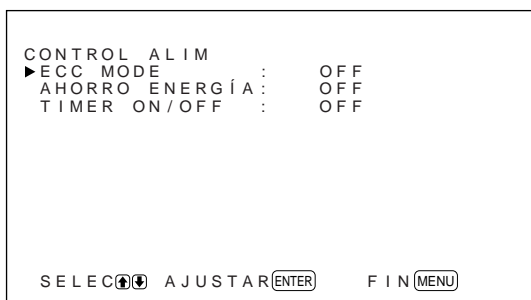 CONTROL ALIM
▶ECC MODE : OFF
AHORRO ENERGÍA: OFF
TIMER ON/OFF : OFF
SELEC⬆⬇ AJUSTAR ENTER FIN MENU